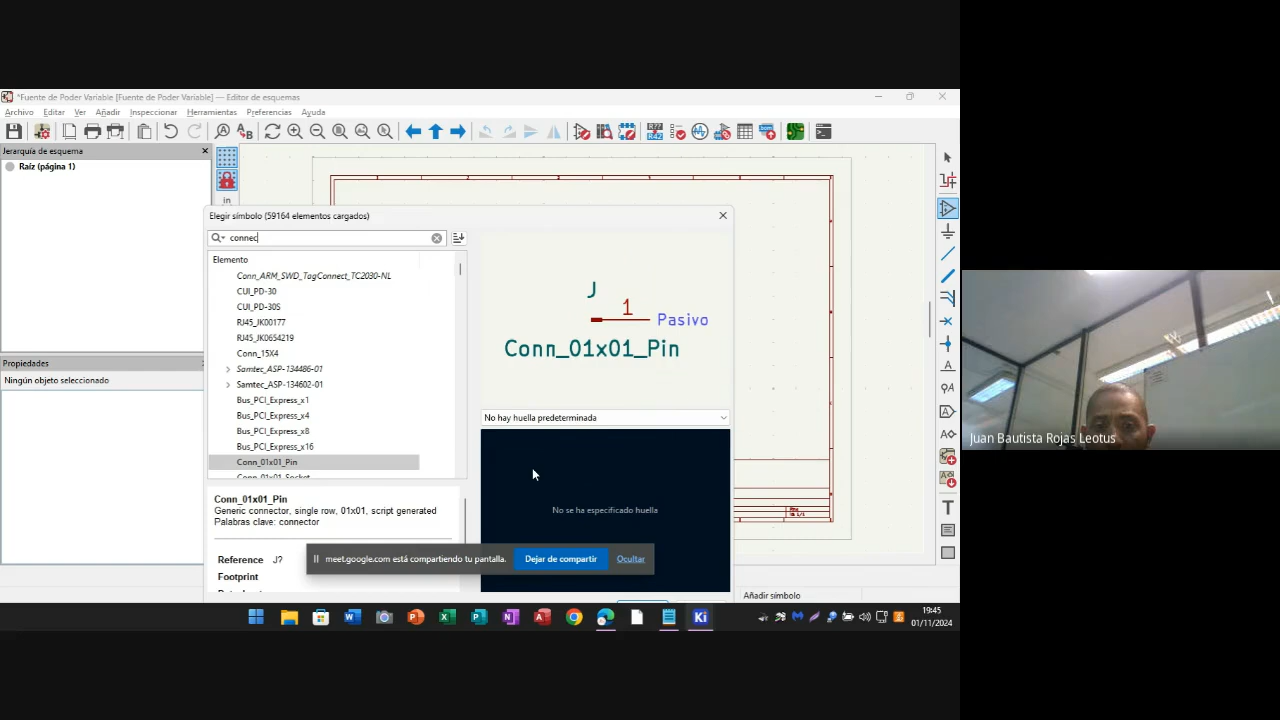 *Fuente de Poder Variable [Fuente de Poder Variable] — Editor de esquemas
Archivo Editar Ver Añadir Inspeccionar Herramientas Preferencias Ayuda
Jerarquía de esquema
Raíz (página 1)
in
Elegir símbolo (59164 elementos cargados)
connec
Elemento
Conn_ARM_SWD_TagConnect_TC2030-NL
CUI_PD-30
CUI_PD-30S
RJ45_JK00177
RJ45_JK0654219
Conn_15X4
Samtec_ASP-134486-01
Samtec_ASP-134602-01
Bus_PCI_Express_x1
Bus_PCI_Express_x4
Bus_PCI_Express_x8
Bus_PCI_Express_x16
Conn_01x01_Pin
Conn_01x01_Socket
J
1
Pasivo
Conn_01x01_Pin
No hay huella predeterminada
No se ha especificado huella
Conn_01x01_Pin
Generic connector, single row, 01x01, script generated
Palabras clave: connector
Reference J?
Footprint
Propiedades
Ningún objeto seleccionado
meet.google.com está compartiendo tu pantalla. Dejar de compartir Ocultar
Añadir símbolo
19:45
01/11/2024
Juan Bautista Rojas Leotus